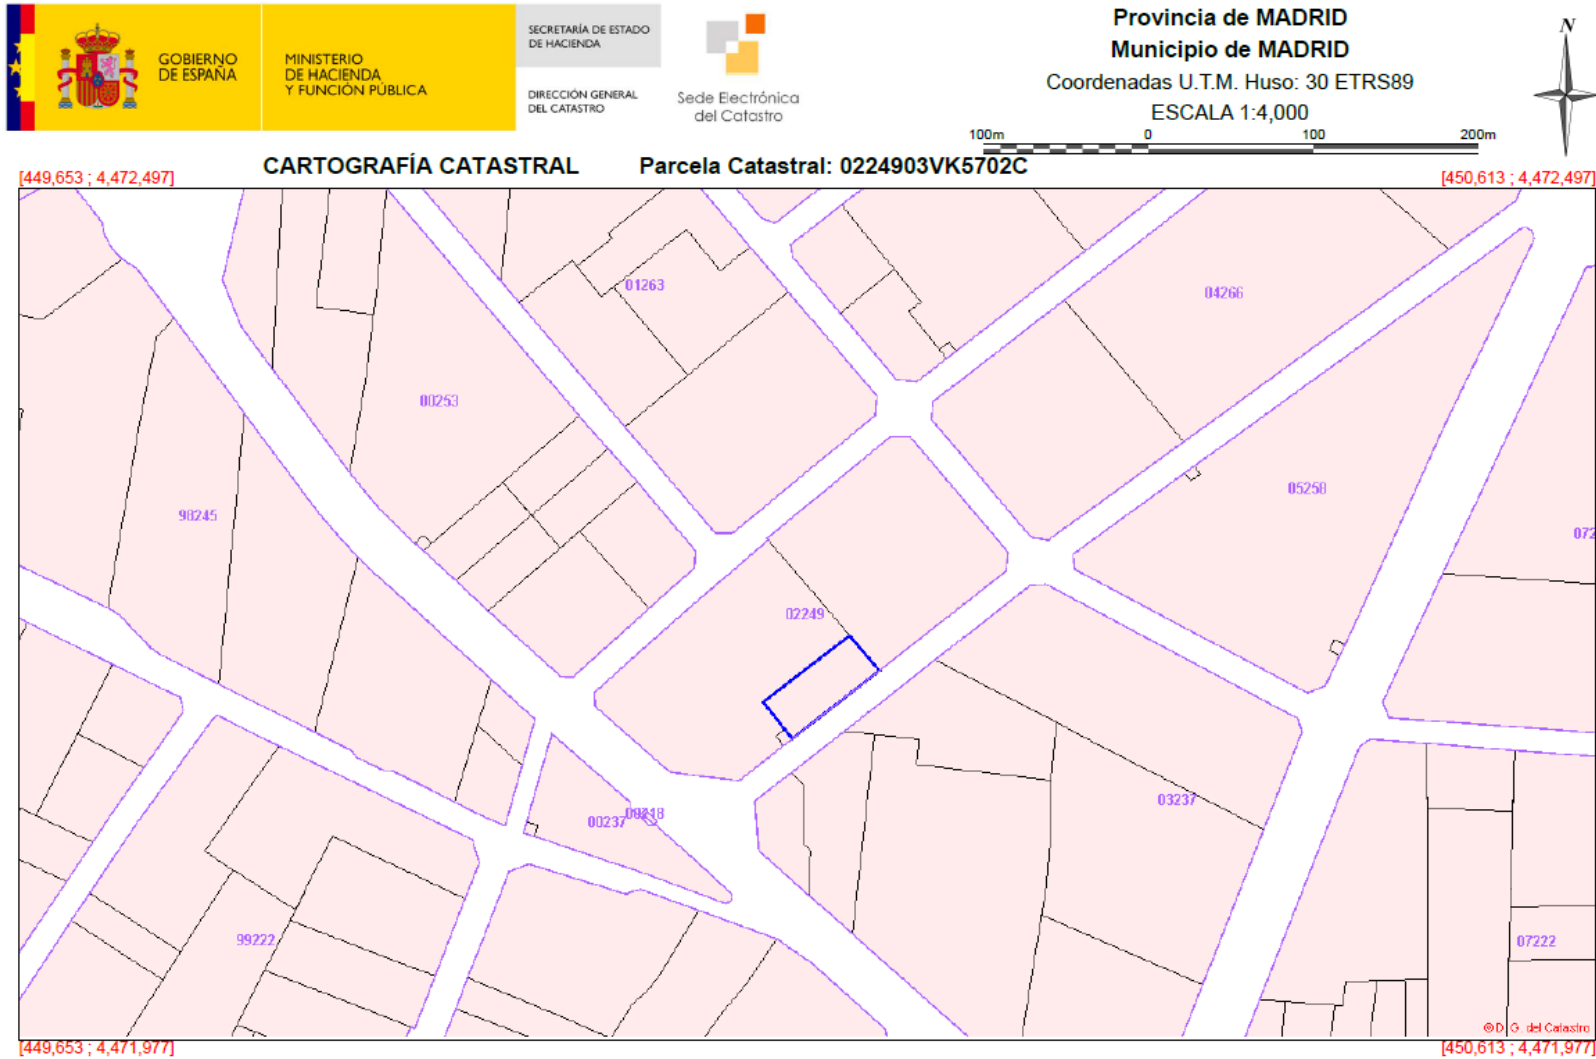 GOBIERNO
DE ESPAÑA
MINISTERIO
DE HACIENDA
Y FUNCIÓN PÚBLICA
SECRETARÍA DE ESTADO
DE HACIENDA
DIRECCIÓN GENERAL
DEL CATASTRO
Sede Electrónica
del Catastro
Provincia de MADRID
Municipio de MADRID
Coordenadas U.T.M. Huso: 30 ETRS89
ESCALA 1:4,000
100m 0 100 200m
N
CARTOGRAFÍA CATASTRAL Parcela Catastral: 0224903VK5702C
[449,653 ; 4,472,497]
[450,613 ; 4,472,497]
01263
04266
00253
05258
98245
072
02249
03237
00237
00218
99222
07222
© D. G. del Catastro
[449,653 ; 4,471,977]
[450,613 ; 4,471,977]